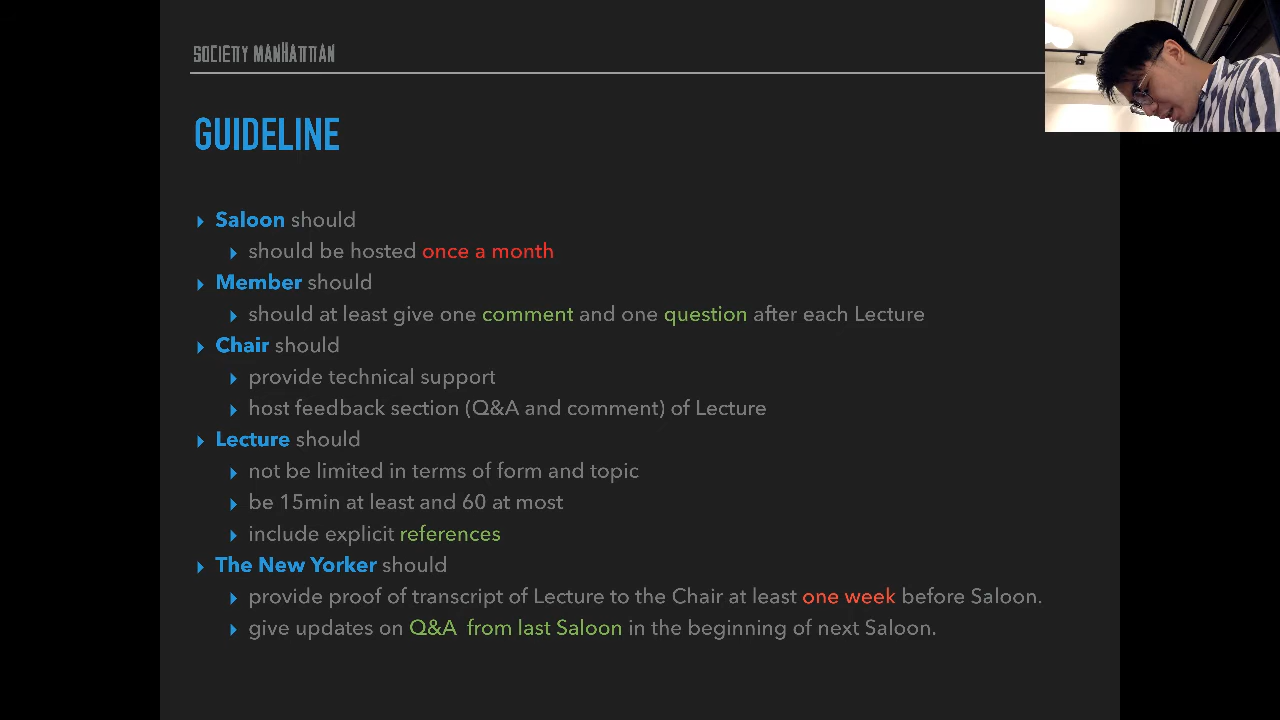 SOCIETY MANHATTAN
GUIDELINE
Saloon should
should be hosted once a month
Member should
should at least give one comment and one question after each Lecture
Chair should
provide technical support
host feedback section (Q&A and comment) of Lecture
Lecture should
not be limited in terms of form and topic
be 15min at least and 60 at most
include explicit references
The New Yorker should
provide proof of transcript of Lecture to the Chair at least one week before Saloon.
give updates on Q&A from last Saloon in the beginning of next Saloon.